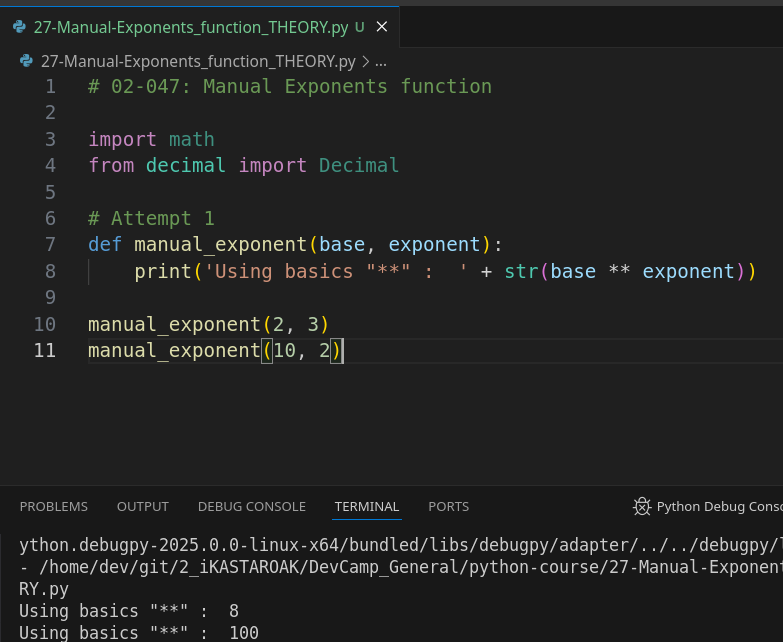 27-Manual-Exponents_function_THEORY.py U
27-Manual-Exponents_function_THEORY.py > ...
1 # 02-047: Manual Exponents function
2
3 import math
4 from decimal import Decimal
5
6 # Attempt 1
7 def manual_exponent(base, exponent):
8 print('Using basics "**" :  ' + str(base ** exponent))
9
10 manual_exponent(2, 3)
11 manual_exponent(10, 2)
PROBLEMS OUTPUT DEBUG CONSOLE TERMINAL PORTS Python Debug
ython.debugpy-2025.0.0-linux-x64/bundled/libs/debugpy/adapter/../../debugpy/
- /home/dev/git/2_iKASTAROAK/DevCamp_General/python-course/27-Manual-Exponent
RY.py
Using basics "**" :  8
Using basics "**" :  100